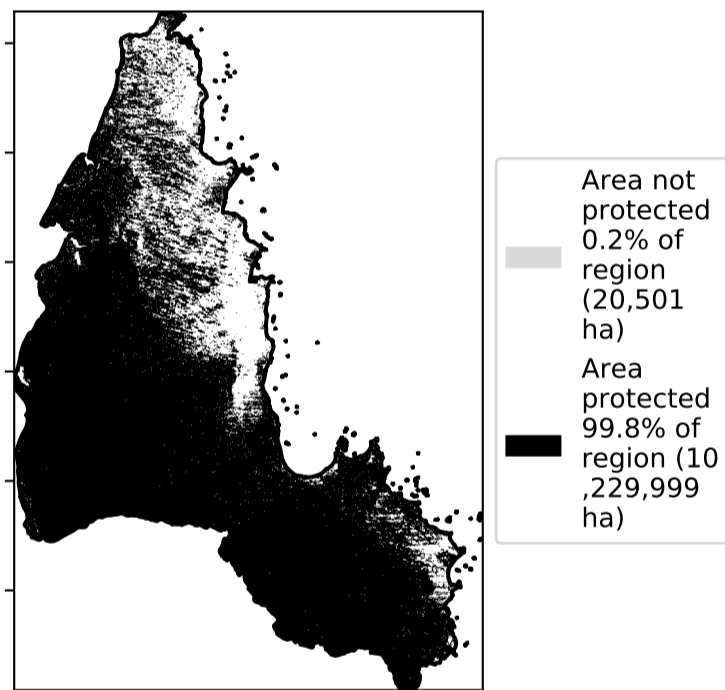 Area not
protected
0.2% of
region
(20,501
ha)
Area
protected
99.8% of
region (10
,229,999
ha)